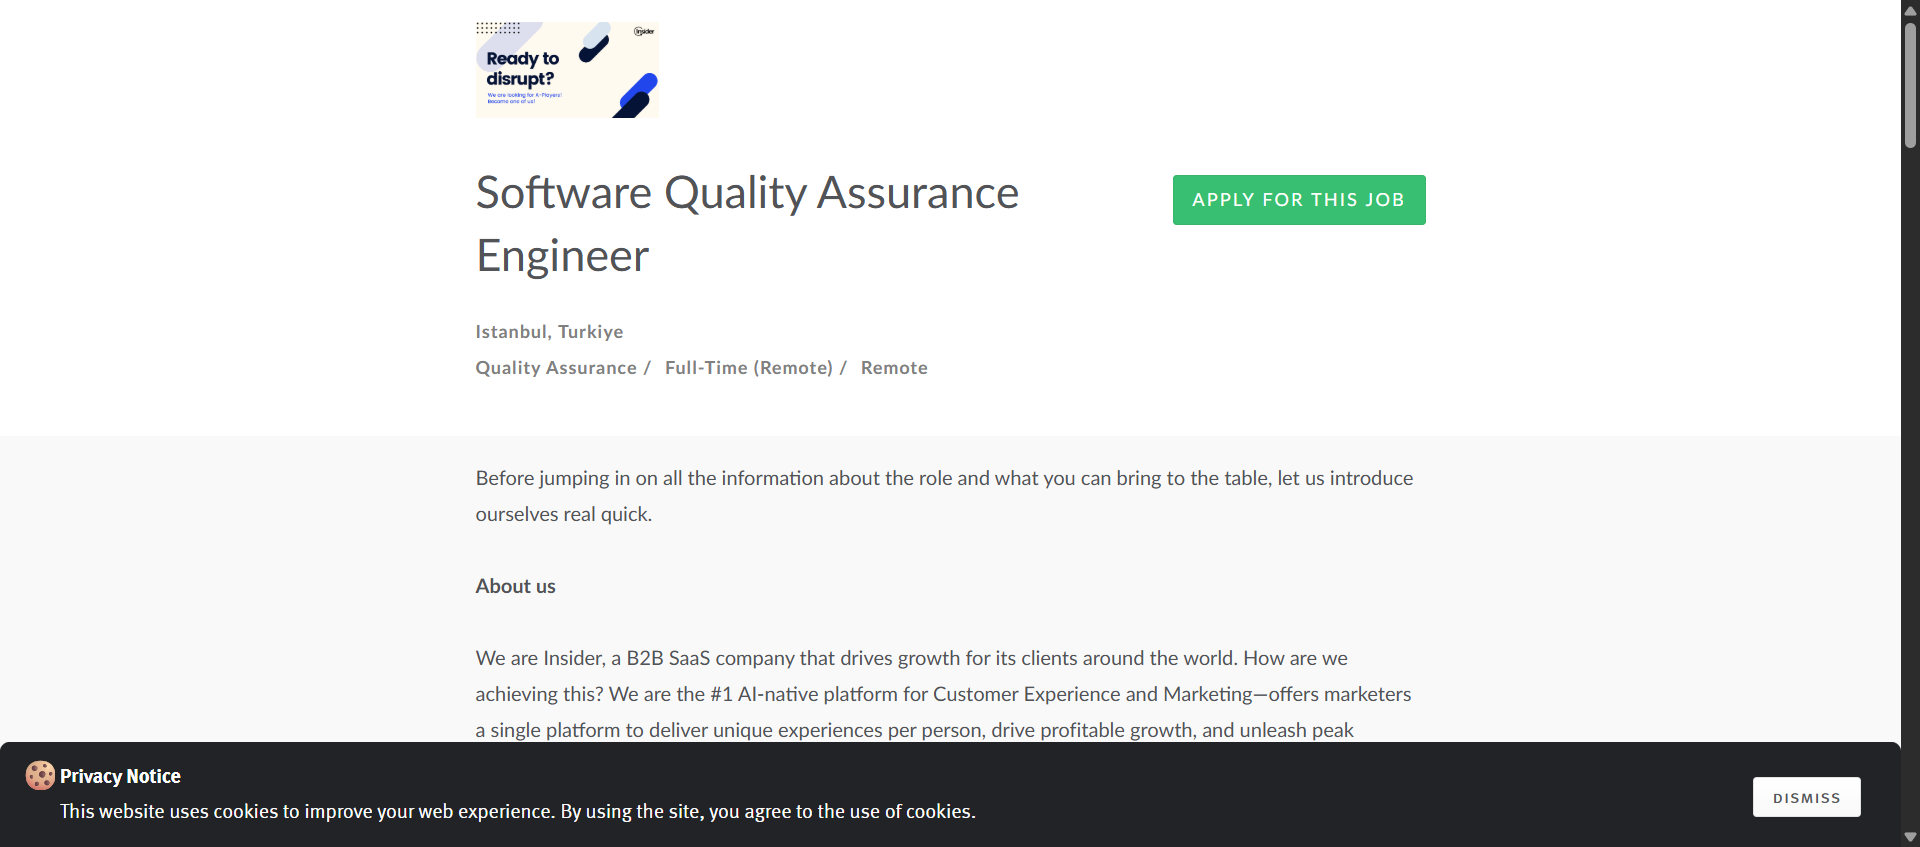 Insider
Ready to
disrupt?
We are looking for A-Players!
Become one of us!
Software Quality Assurance
Engineer
APPLY FOR THIS JOB
Istanbul, Turkiye
Quality Assurance / Full-Time (Remote) / Remote
Before jumping in on all the information about the role and what you can bring to the table, let us introduce
ourselves real quick.
About us
We are Insider, a B2B SaaS company that drives growth for its clients around the world. How are we
achieving this? We are the #1 AI-native platform for Customer Experience and Marketing—offers marketers
a single platform to deliver unique experiences per person, drive profitable growth, and unleash peak
Privacy Notice
This website uses cookies to improve your web experience. By using the site, you agree to the use of cookies.
DISMISS